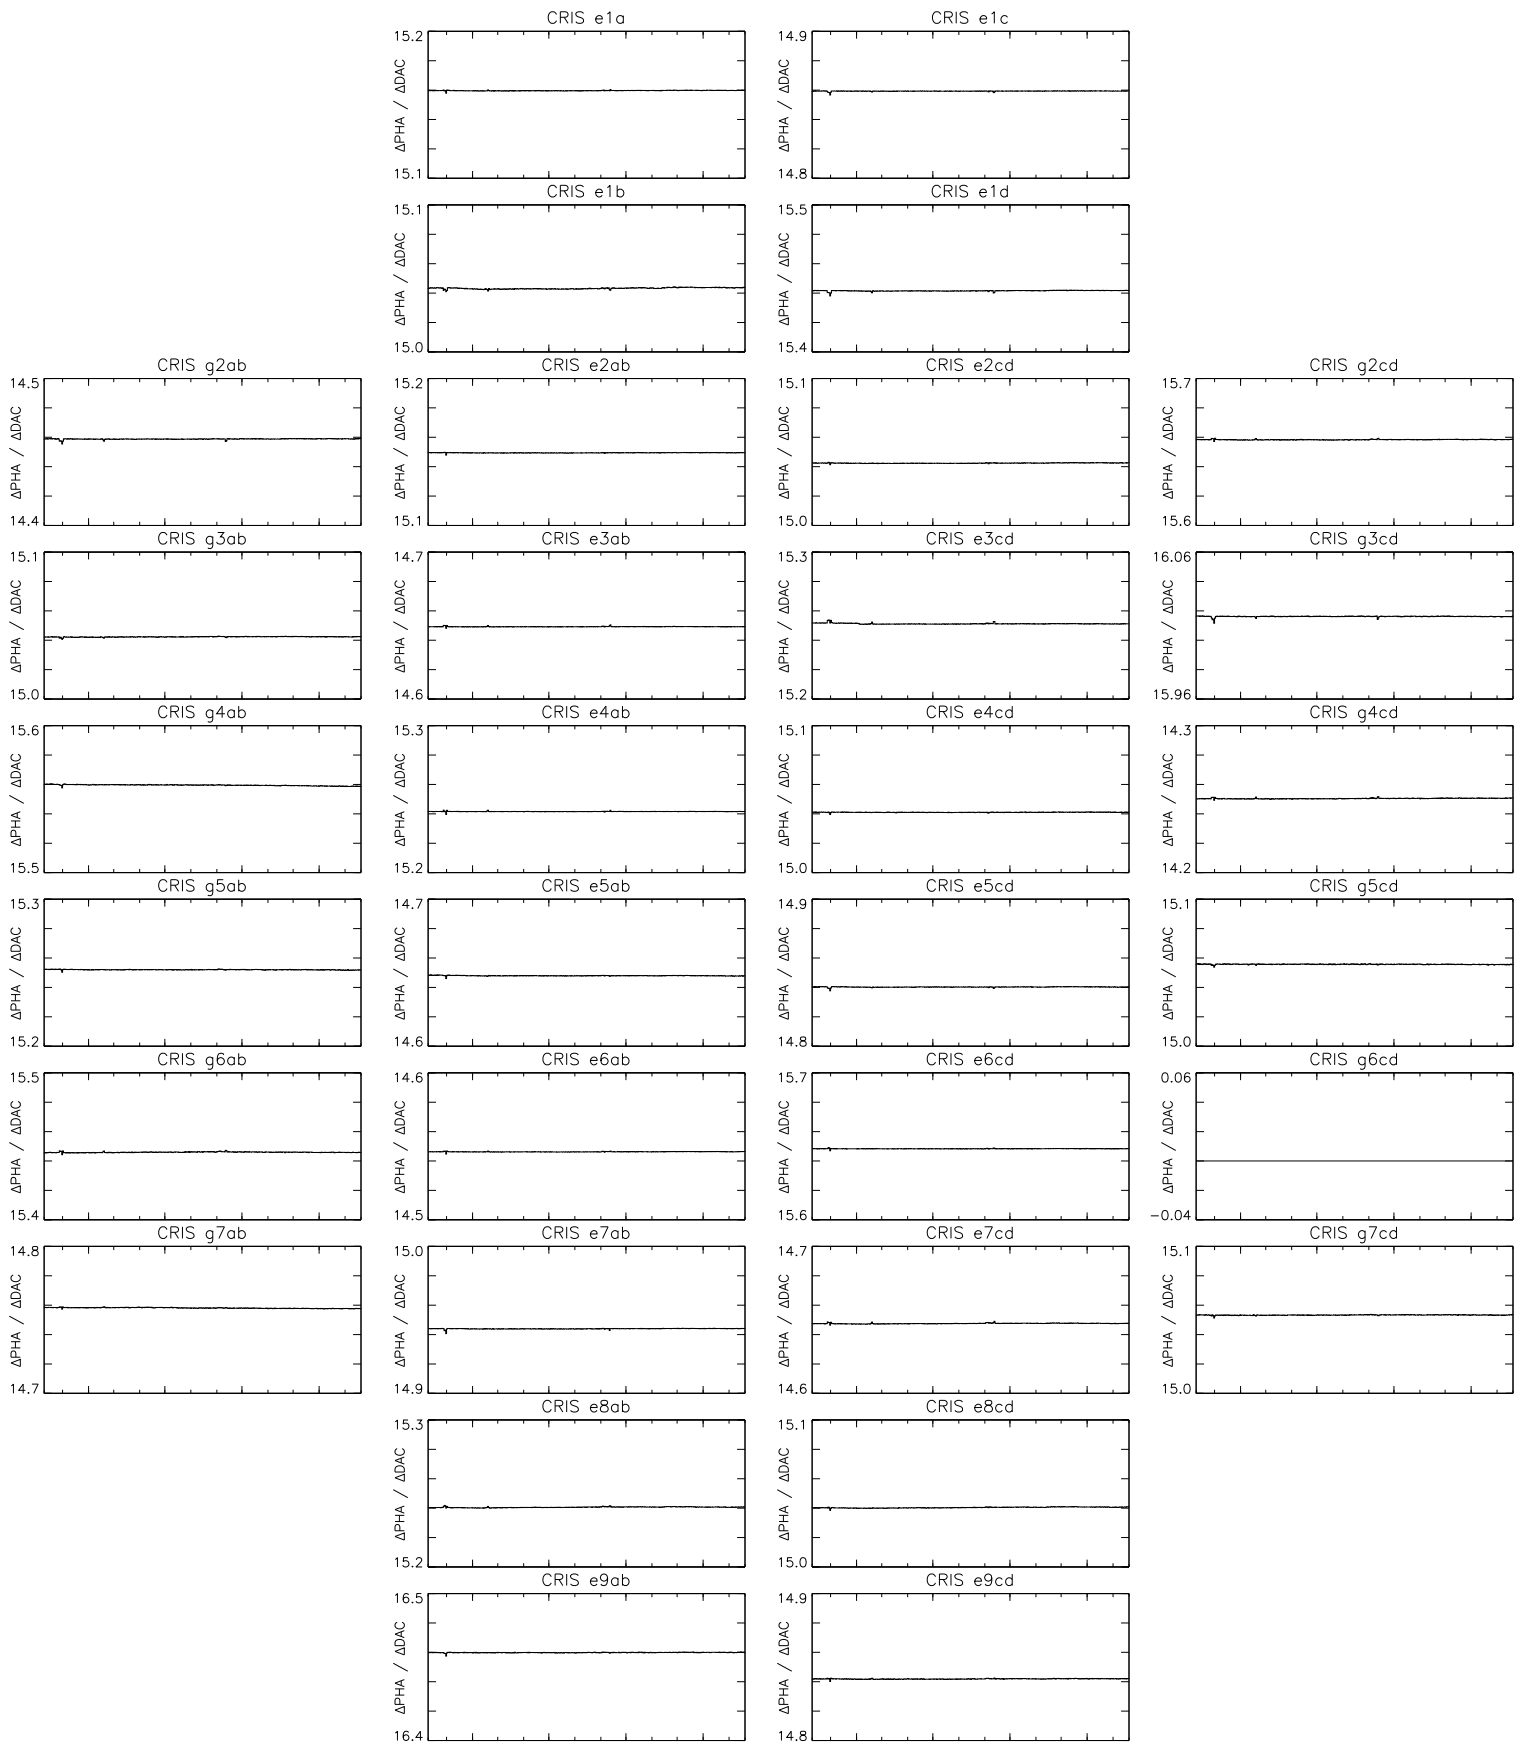 CRIS e1a
15.2
ΔPHA / ΔDAC
15.1
CRIS e1c
14.9
ΔPHA / ΔDAC
14.8
CRIS e1b
15.1
ΔPHA / ΔDAC
15.0
CRIS e1d
15.5
ΔPHA / ΔDAC
15.4
CRIS g2ab
14.5
ΔPHA / ΔDAC
14.4
CRIS e2ab
15.2
ΔPHA / ΔDAC
15.1
CRIS e2cd
15.1
ΔPHA / ΔDAC
15.0
CRIS g2cd
15.7
ΔPHA / ΔDAC
15.6
CRIS g3ab
15.1
ΔPHA / ΔDAC
15.0
CRIS e3ab
14.7
ΔPHA / ΔDAC
14.6
CRIS e3cd
15.3
ΔPHA / ΔDAC
15.2
CRIS g3cd
16.06
ΔPHA / ΔDAC
15.96
CRIS g4ab
15.6
ΔPHA / ΔDAC
15.5
CRIS e4ab
15.3
ΔPHA / ΔDAC
15.2
CRIS e4cd
15.1
ΔPHA / ΔDAC
15.0
CRIS g4cd
14.3
ΔPHA / ΔDAC
14.2
CRIS g5ab
15.3
ΔPHA / ΔDAC
15.2
CRIS e5ab
14.7
ΔPHA / ΔDAC
14.6
CRIS e5cd
14.9
ΔPHA / ΔDAC
14.8
CRIS g5cd
15.1
ΔPHA / ΔDAC
15.0
CRIS g6ab
15.5
ΔPHA / ΔDAC
15.4
CRIS e6ab
14.6
ΔPHA / ΔDAC
14.5
CRIS e6cd
15.7
ΔPHA / ΔDAC
15.6
CRIS g6cd
0.06
ΔPHA / ΔDAC
−0.04
CRIS g7ab
14.8
ΔPHA / ΔDAC
14.7
CRIS e7ab
15.0
ΔPHA / ΔDAC
14.9
CRIS e7cd
14.7
ΔPHA / ΔDAC
14.6
CRIS g7cd
15.1
ΔPHA / ΔDAC
15.0
CRIS e8ab
15.3
ΔPHA / ΔDAC
15.2
CRIS e8cd
15.1
ΔPHA / ΔDAC
15.0
CRIS e9ab
16.5
ΔPHA / ΔDAC
16.4
CRIS e9cd
14.9
ΔPHA / ΔDAC
14.8